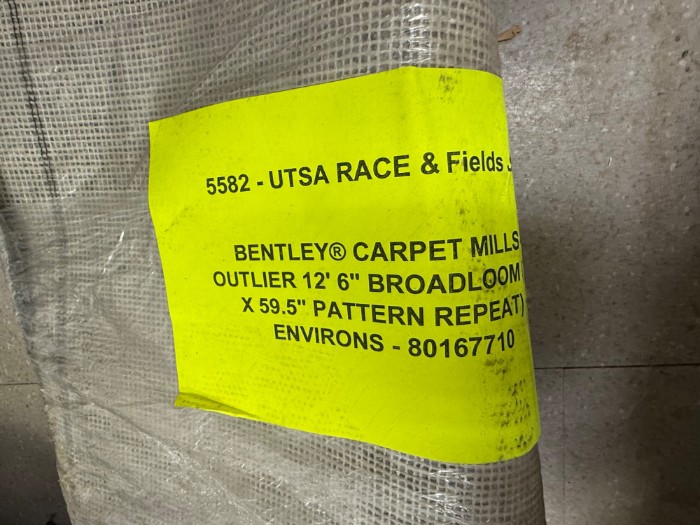 5582 - UTSA RACE & Fields
BENTLEY® CARPET MILLS
OUTLIER 12' 6" BROADLOOM
X 59.5" PATTERN REPEAT)
ENVIRONS - 80167710